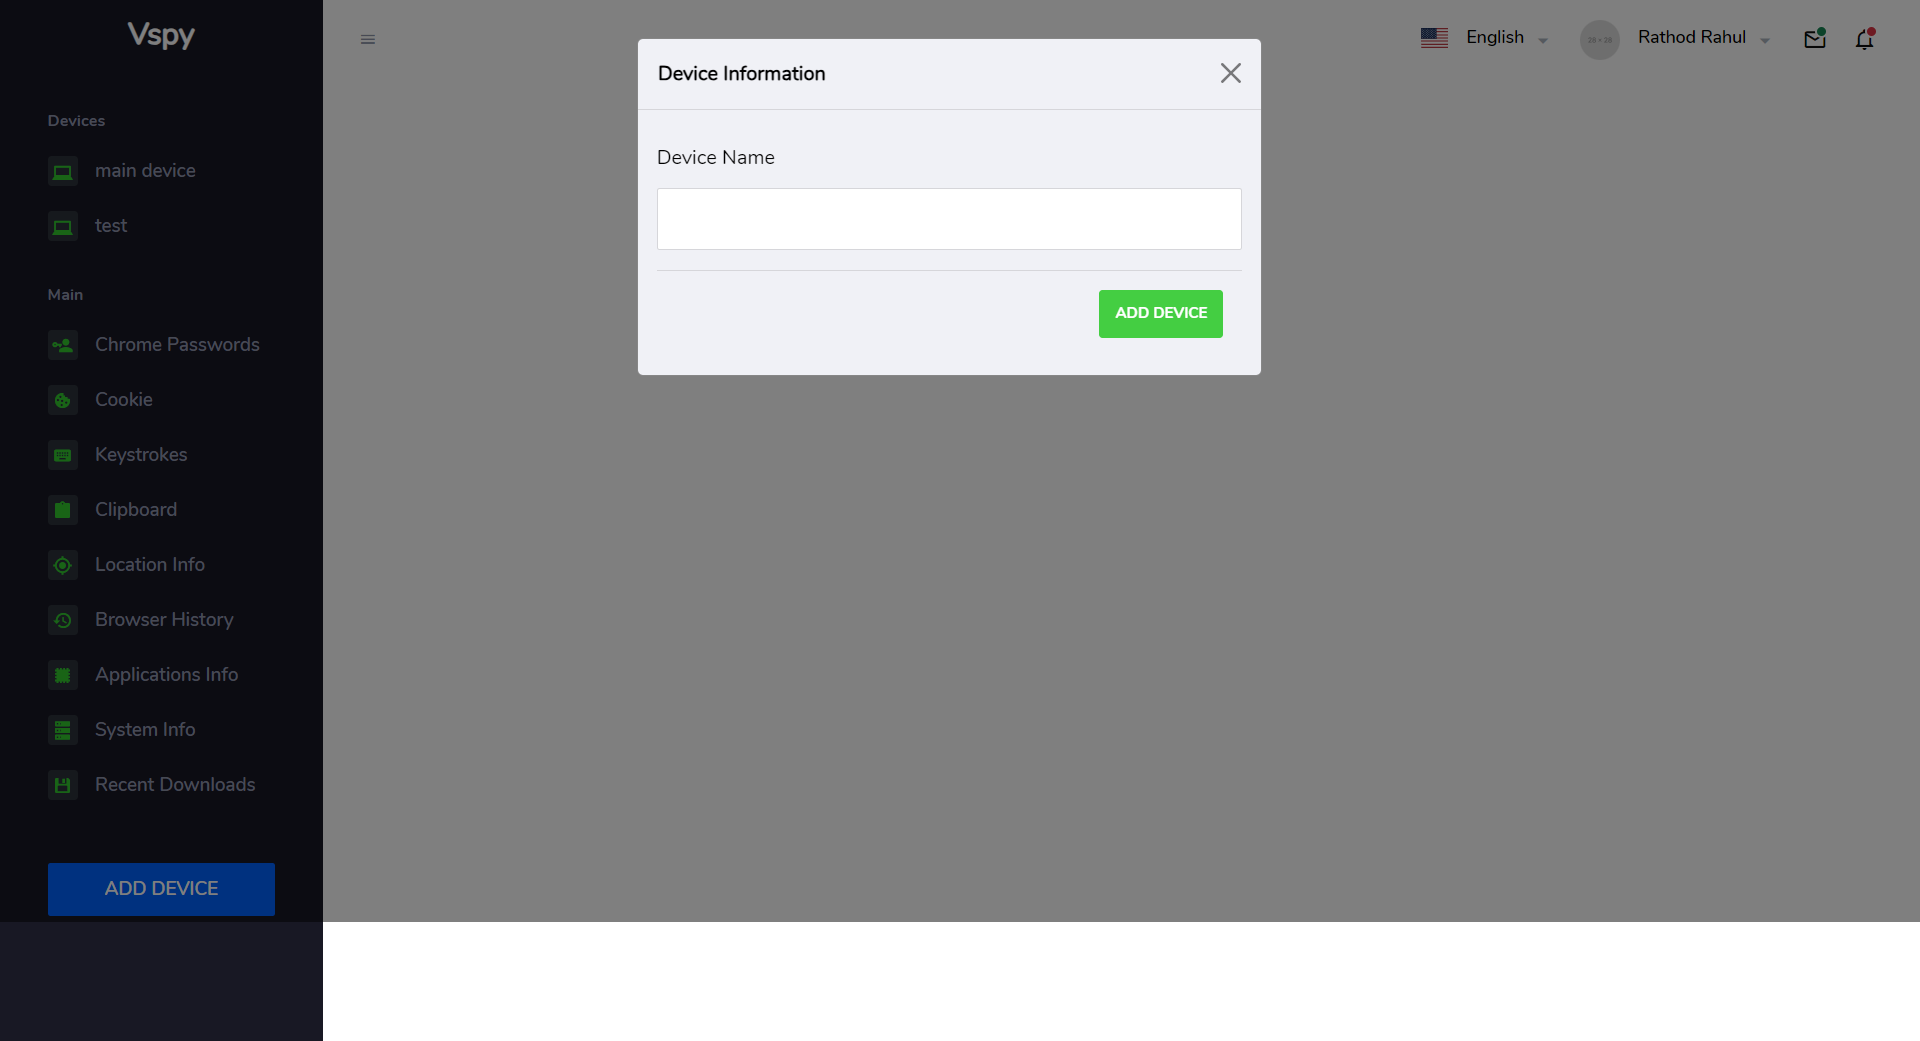 Vspy
English
Rathod Rahul
Device Information
Device Name
ADD DEVICE
Devices
main device
test
Main
Chrome Passwords
Cookie
Keystrokes
Clipboard
Location Info
Browser History
Applications Info
System Info
Recent Downloads
ADD DEVICE